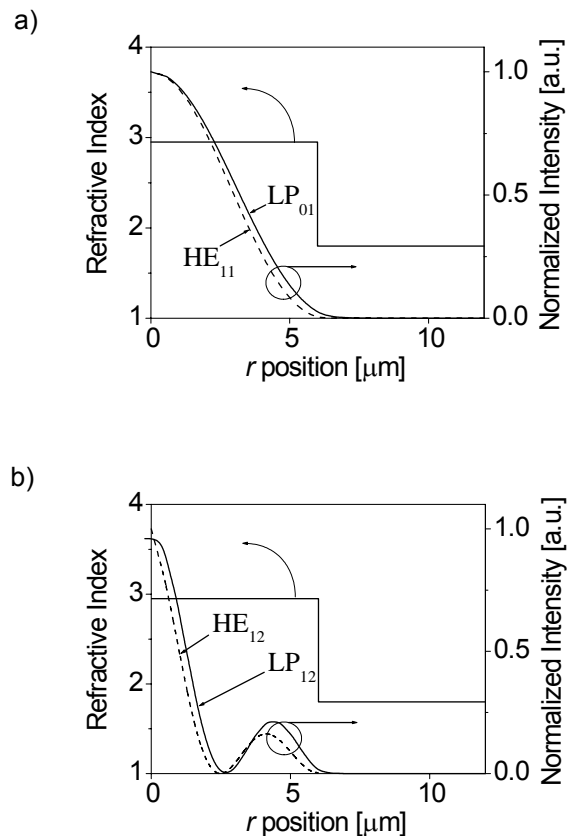 a)
4
3
2
1
Refractive Index
LP01
HE11
1.0
0.5
0.0
Normalized Intensity [a.u.]
0
5
10
r position [μm]
b)
4
3
2
1
Refractive Index
HE12
LP12
1.0
0.5
0.0
Normalized Intensity [a.u.]
0
5
10
r position [μm]